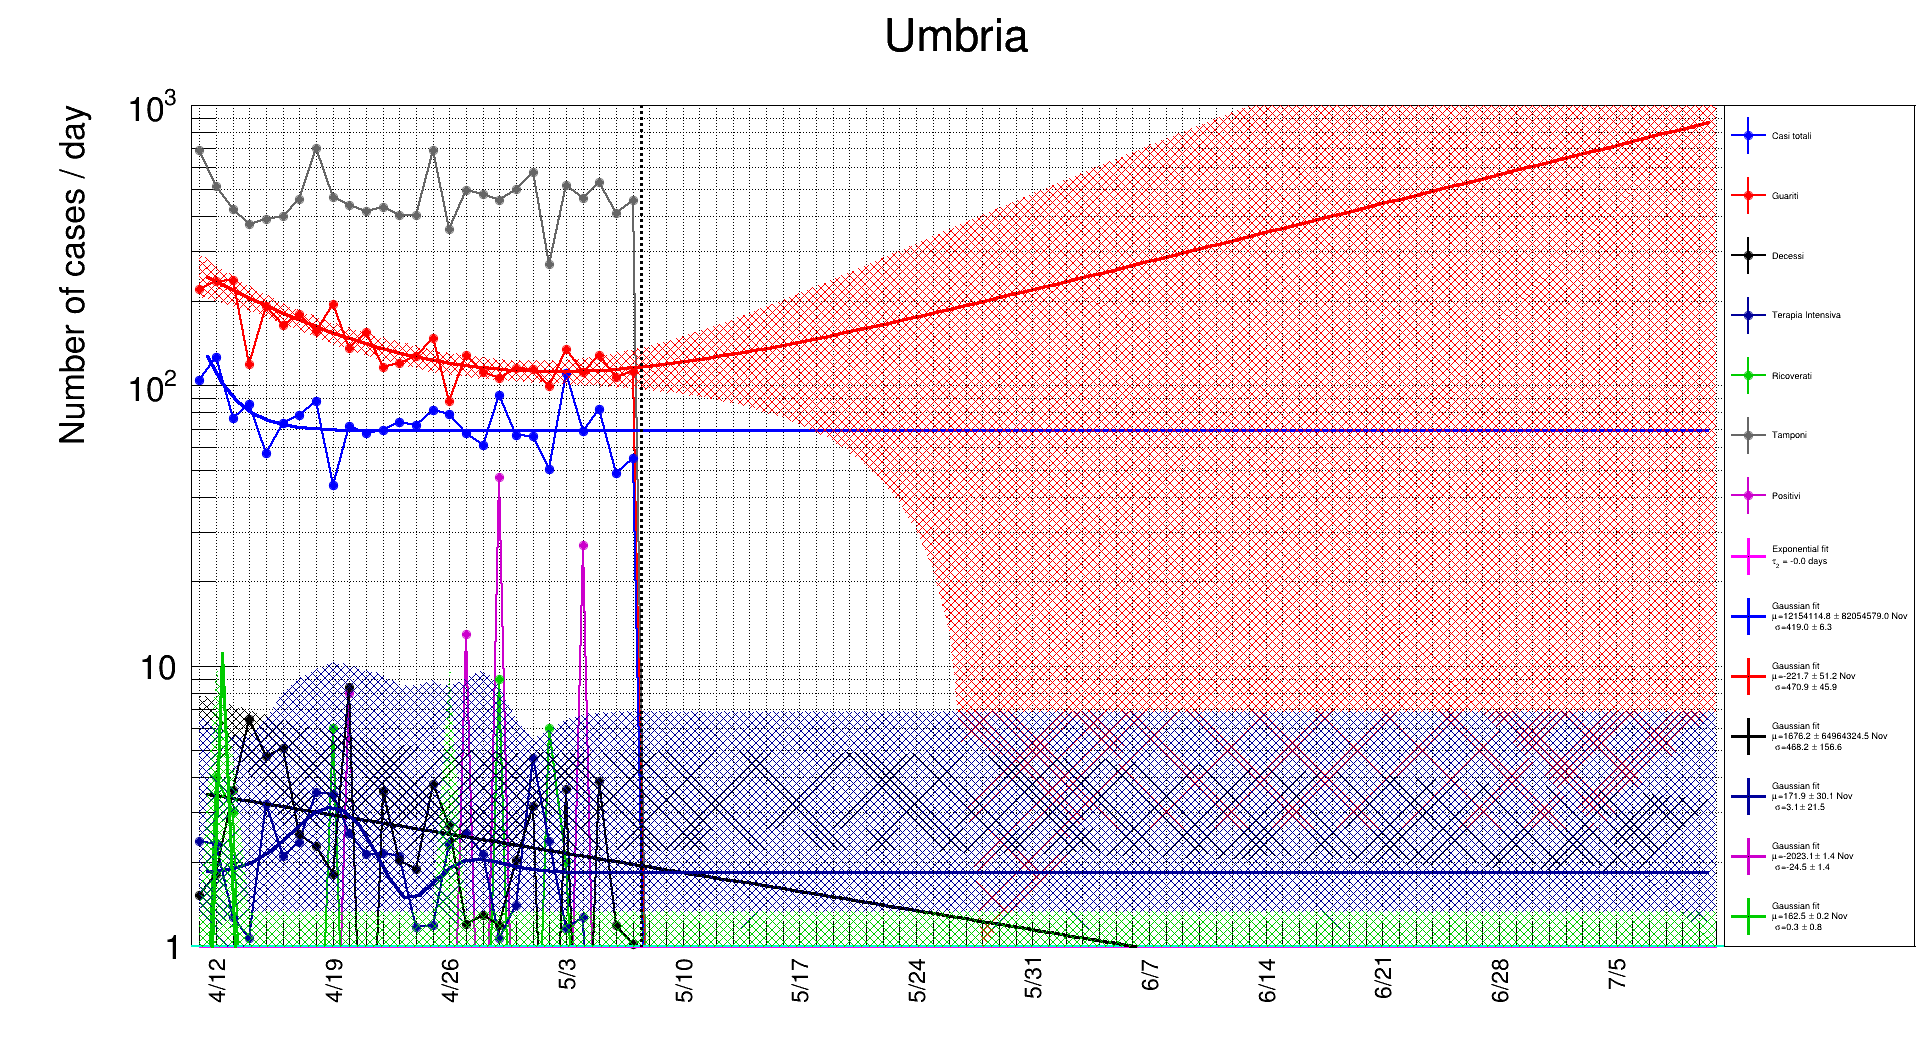 Umbria
Number of cases / day
10³
10²
10
1
4/12
4/19
4/26
5/3
5/10
5/17
5/24
5/31
6/7
6/14
6/21
6/28
7/5
Casi totali
Guariti
Decessi
Terapia Intensiva
Ricoverati
Tamponi
Positivi
Exponential fit
τ₂ = -0.0 days
Gaussian fit
μ=12154114.8 ± 82054579.0 Nov
σ=419.0 ± 6.3
Gaussian fit
μ=-221.7 ± 51.2 Nov
σ=470.9 ± 45.9
Gaussian fit
μ=1676.2 ± 64964324.5 Nov
σ=468.2 ± 156.6
Gaussian fit
μ=171.9 ± 30.1 Nov
σ=3.1 ± 21.5
Gaussian fit
μ=-2023.1 ± 1.4 Nov
σ=-24.5 ± 1.4
Gaussian fit
μ=162.5 ± 0.2 Nov
σ=0.3 ± 0.8